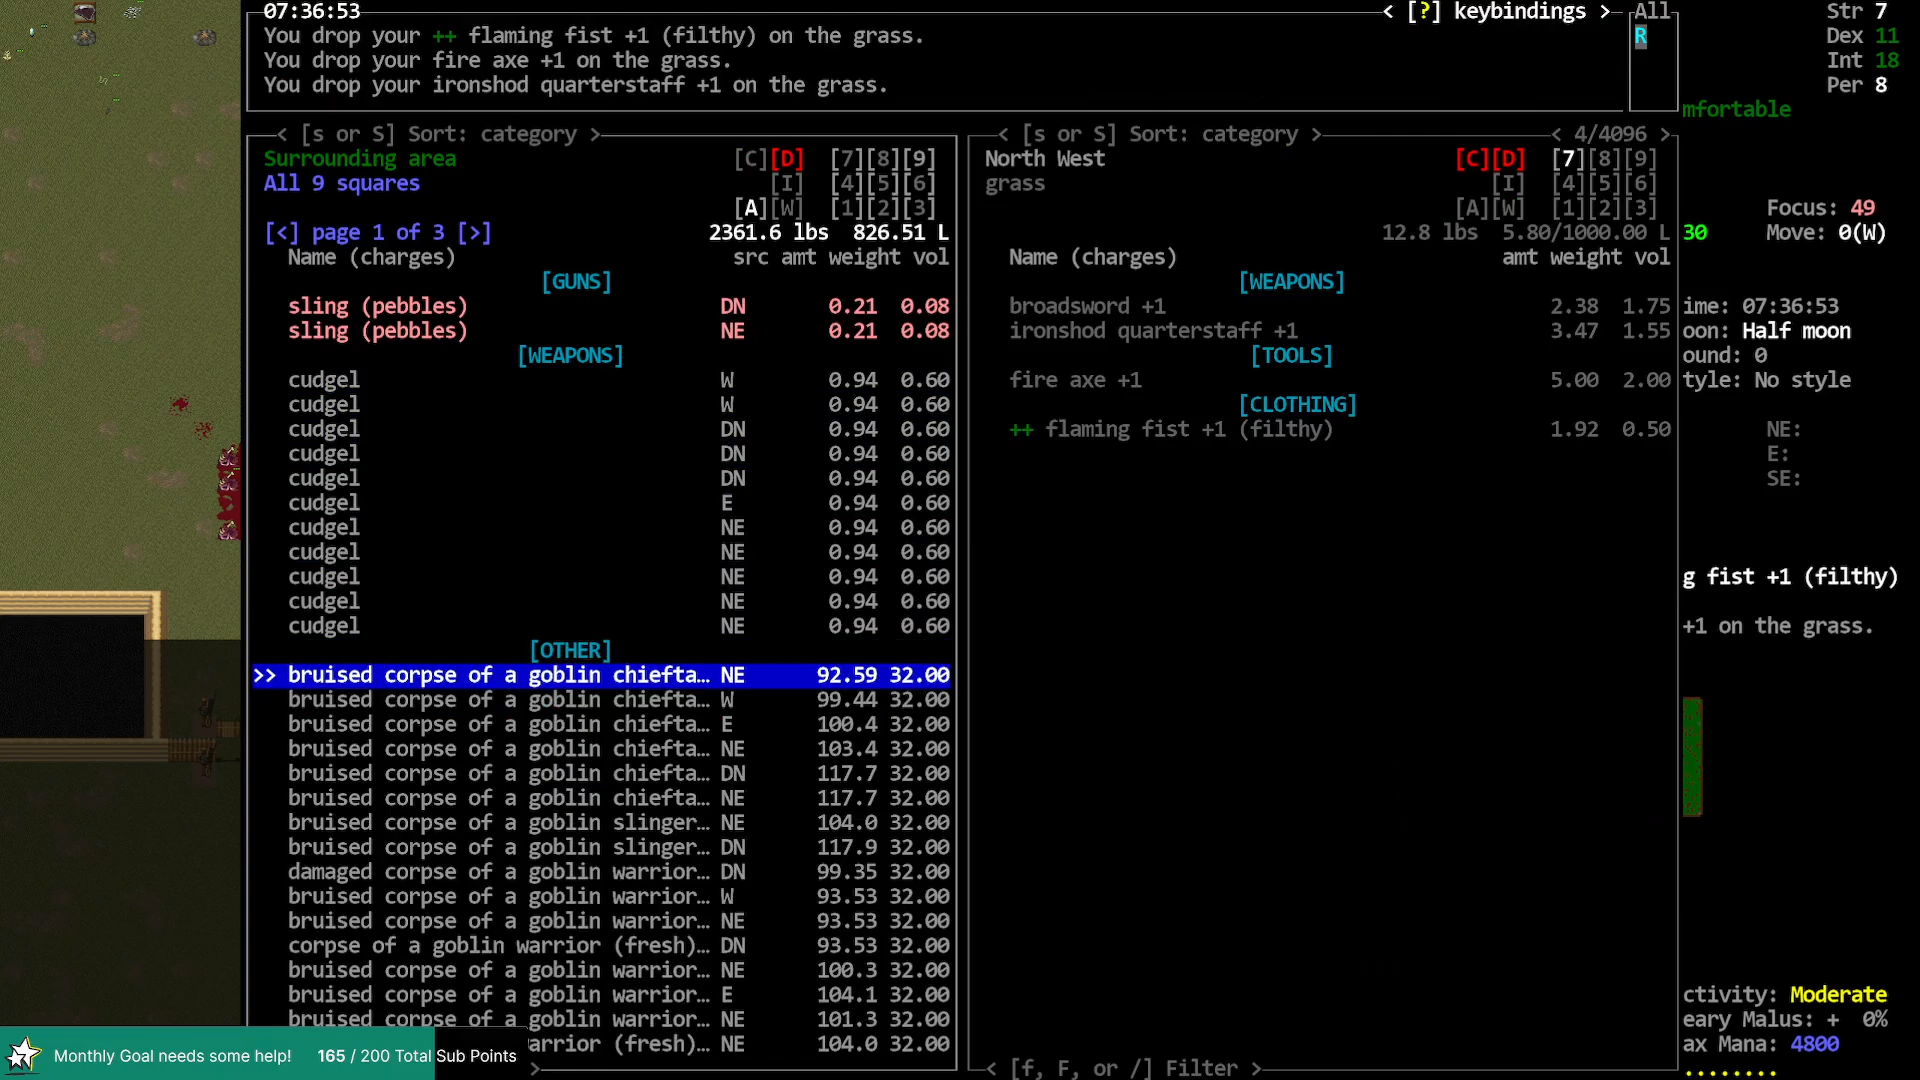 07:36:53
< [?] keybindings >
You drop your ++ flaming fist +1 (filthy) on the grass.
You drop your fire axe +1 on the grass.
You drop your ironshod quarterstaff +1 on the grass.
All
R
Str 7
Dex 11
Int 18
Per 8
mfortable
Focus: 49
30 Move: 0(W)
ime: 07:36:53
oon: Half moon
ound: 0
tyle: No style
NE:
E:
SE:
g fist +1 (filthy)
+1 on the grass.
ctivity: Moderate
eary Malus: + 0%
ax Mana: 4800
< [s or S] Sort: category >
Surrounding area [C][D] [7][8][9]
All 9 squares [I] [4][5][6]
[A][W] [1][2][3]
[<] page 1 of 3 [>] 2361.6 lbs 826.51 L
Name (charges) src amt weight vol
[GUNS]
sling (pebbles) DN 0.21 0.08
sling (pebbles) NE 0.21 0.08
[WEAPONS]
cudgel W 0.94 0.60
cudgel W 0.94 0.60
cudgel DN 0.94 0.60
cudgel DN 0.94 0.60
cudgel DN 0.94 0.60
cudgel E 0.94 0.60
cudgel NE 0.94 0.60
cudgel NE 0.94 0.60
cudgel NE 0.94 0.60
cudgel NE 0.94 0.60
cudgel NE 0.94 0.60
[OTHER]
>> bruised corpse of a goblin chiefta… NE 92.59 32.00
bruised corpse of a goblin chiefta… W 99.44 32.00
bruised corpse of a goblin chiefta… E 100.4 32.00
bruised corpse of a goblin chiefta… NE 103.4 32.00
bruised corpse of a goblin chiefta… DN 117.7 32.00
bruised corpse of a goblin chiefta… NE 117.7 32.00
bruised corpse of a goblin slinger… NE 104.0 32.00
bruised corpse of a goblin slinger… DN 117.9 32.00
damaged corpse of a goblin warrior… DN 99.35 32.00
bruised corpse of a goblin warrior… W 93.53 32.00
bruised corpse of a goblin warrior… NE 93.53 32.00
corpse of a goblin warrior (fresh)… DN 93.53 32.00
bruised corpse of a goblin warrior… NE 100.3 32.00
bruised corpse of a goblin warrior… E 104.1 32.00
bruised corpse of a goblin warrior… NE 101.3 32.00
arrior (fresh)… NE 104.0 32.00
>
< [s or S] Sort: category > < 4/4096 >
North West [C][D] [7][8][9]
grass [I] [4][5][6]
[A][W] [1][2][3]
12.8 lbs 5.80/1000.00 L
Name (charges) amt weight vol
[WEAPONS]
broadsword +1 2.38 1.75
ironshod quarterstaff +1 3.47 1.55
[TOOLS]
fire axe +1 5.00 2.00
[CLOTHING]
++ flaming fist +1 (filthy) 1.92 0.50
< [f, F, or /] Filter >
Monthly Goal needs some help! 165 / 200 Total Sub Points